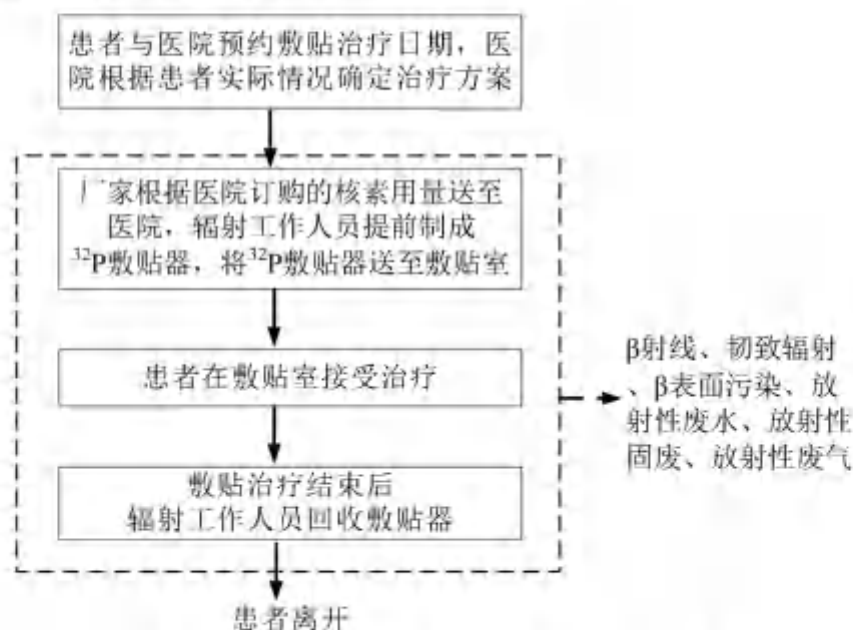 患者与医院预约敷贴治疗日期，医
院根据患者实际情况确定治疗方案
厂家根据医院订购的核素用量送至
医院，辐射工作人员提前制成
³²P敷贴器，将³²P敷贴器送至敷贴室
患者在敷贴室接受治疗
敷贴治疗结束后
辐射工作人员回收敷贴器
患者离开
β射线、韧致辐射
、β表面污染、放
射性废水、放射性
固废、放射性废气